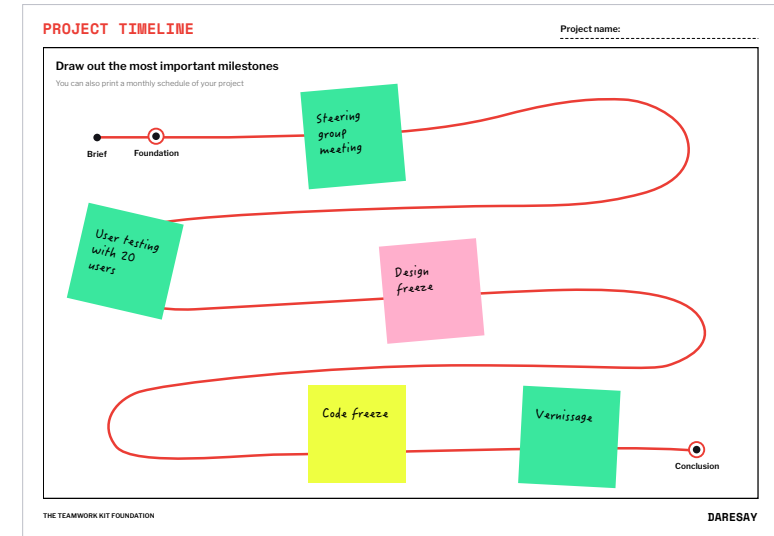 PROJECT TIMELINE
Project name:
Draw out the most important milestones
You can also print a monthly schedule of your project
Steering
group
meeting
Brief
Foundation
User testing
with 20
users
Design
freeze
Code freeze
Vernissage
Conclusion
THE TEAMWORK KIT FOUNDATION
DARESAY